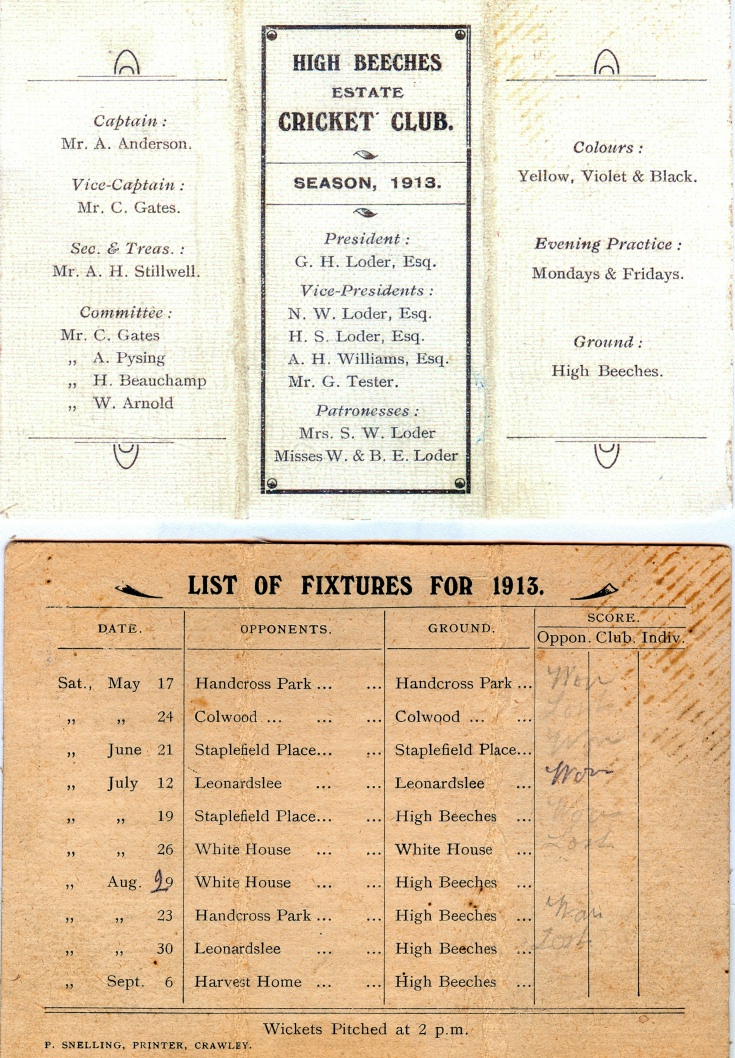 Captain :
Mr. A. Anderson.
Vice-Captain :
Mr. C. Gates.
Sec. & Treas. :
Mr. A. H. Stillwell.
Committee :
Mr. C. Gates
„ A. Pysing
„ H. Beauchamp
„ W. Arnold
HIGH BEECHES
ESTATE
CRICKET CLUB.
SEASON, 1913.
President :
G. H. Loder, Esq.
Vice-Presidents :
N. W. Loder, Esq.
H. S. Loder, Esq.
A. H. Williams, Esq.
Mr. G. Tester.
Patronesses :
Mrs. S. W. Loder
Misses W. & B. E. Loder
Colours :
Yellow, Violet & Black.
Evening Practice :
Mondays & Fridays.
Ground :
High Beeches.
LIST OF FIXTURES FOR 1913.
DATE. OPPONENTS. GROUND. SCORE.
Oppon. Club. Indiv.
Sat., May 17 Handcross Park ... ... Handcross Park ... Won
„ „ 24 Colwood ... ... ... Colwood ... ... Lost
„ June 21 Staplefield Place... ... Staplefield Place... Won
„ July 12 Leonardslee ... ... Leonardslee ... Won
„ „ 19 Staplefield Place... ... High Beeches ... Won
„ „ 26 White House ... ... White House ... Lost
„ Aug. 9 White House ... ... High Beeches ...
„ „ 23 Handcross Park ... ... High Beeches ... Won
„ „ 30 Leonardslee ... ... High Beeches ... Lost
„ Sept. 6 Harvest Home ... ... High Beeches ...
Wickets Pitched at 2 p.m.
P. SNELLING, PRINTER, CRAWLEY.